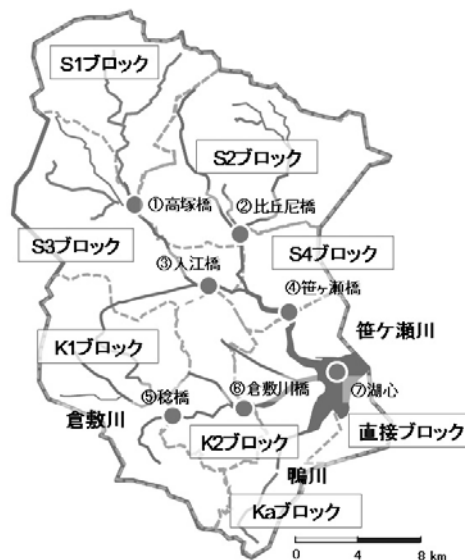 S1ブロック
S2ブロック
①高塚橋
②比丘尼橋
S3ブロック
S4ブロック
③入江橋
④笹ヶ瀬橋
笹ケ瀬川
K1ブロック
⑦湖心
⑤稔橋
⑥倉敷川橋
倉敷川
直接ブロック
K2ブロック
鴨川
Kaブロック
0 4 8 km